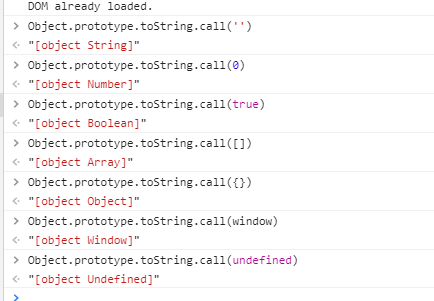 DOM already loaded.
> Object.prototype.toString.call('')
<· "[object String]"
> Object.prototype.toString.call(0)
<· "[object Number]"
> Object.prototype.toString.call(true)
<· "[object Boolean]"
> Object.prototype.toString.call([])
<· "[object Array]"
> Object.prototype.toString.call({})
<· "[object Object]"
> Object.prototype.toString.call(window)
<· "[object Window]"
> Object.prototype.toString.call(undefined)
<· "[object Undefined]"
>